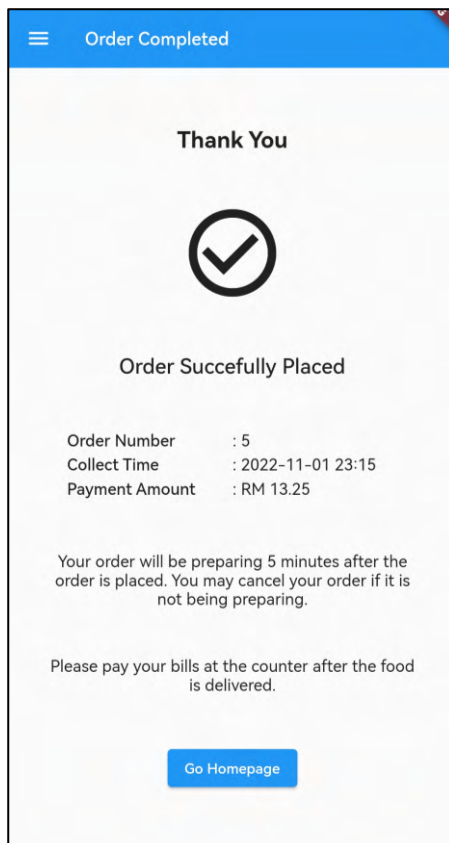 Order Completed
Thank You
Order Succefully Placed
Order Number : 5
Collect Time : 2022-11-01 23:15
Payment Amount : RM 13.25
Your order will be preparing 5 minutes after the
order is placed. You may cancel your order if it is
not being preparing.
Please pay your bills at the counter after the food
is delivered.
Go Homepage